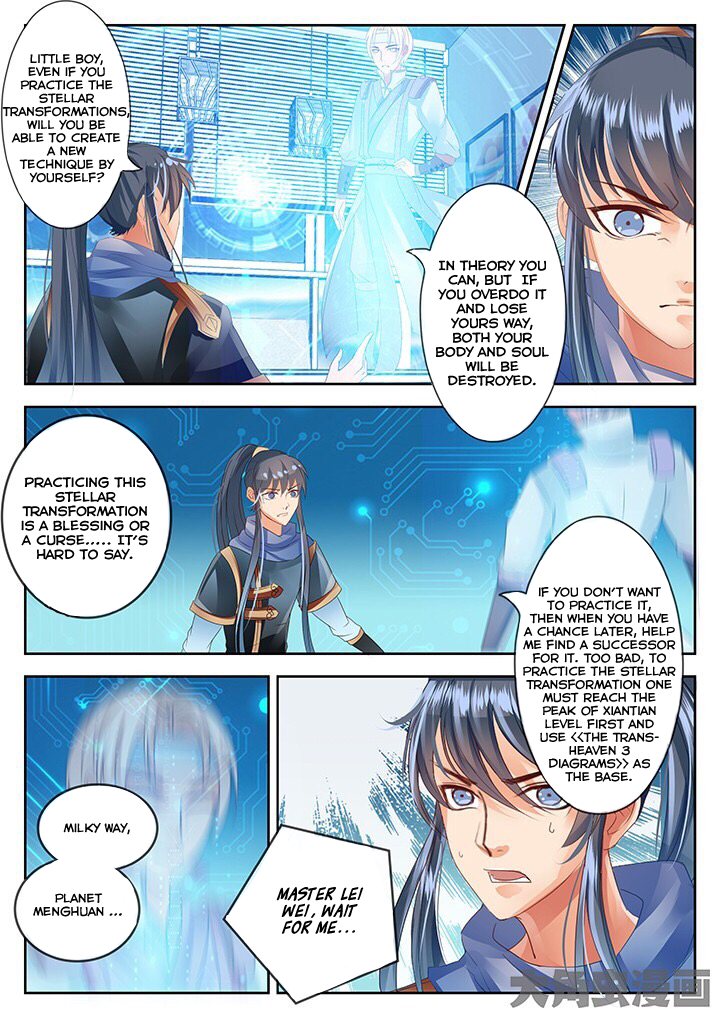 LITTLE BOY,
EVEN IF YOU
PRACTICE THE
STELLAR
TRANSFORMATIONS,
WILL YOU BE
ABLE TO CREATE
A NEW
TECHNIQUE BY
YOURSELF?
IN THEORY YOU
CAN, BUT IF
YOU OVERDO IT
AND LOSE
YOURS WAY,
BOTH YOUR
BODY AND SOUL
WILL BE
DESTROYED.
PRACTICING THIS
STELLAR
TRANSFORMATION
IS A BLESSING OR
A CURSE..... IT'S
HARD TO SAY.
IF YOU DON'T WANT
TO PRACTICE IT,
THEN WHEN YOU HAVE
A CHANCE LATER, HELP
ME FIND A SUCCESSOR
FOR IT. TOO BAD, TO
PRACTICE THE STELLAR
TRANSFORMATION ONE
MUST REACH THE
PEAK OF XIANTIAN
LEVEL FIRST AND
USE <<THE TRANS-
HEAVEN 3
DIAGRAMS>> AS
THE BASE.
MILKY WAY,
PLANET
MENGHUAN ...
MASTER LEI
WEI, WAIT
FOR ME...
大角虫漫画